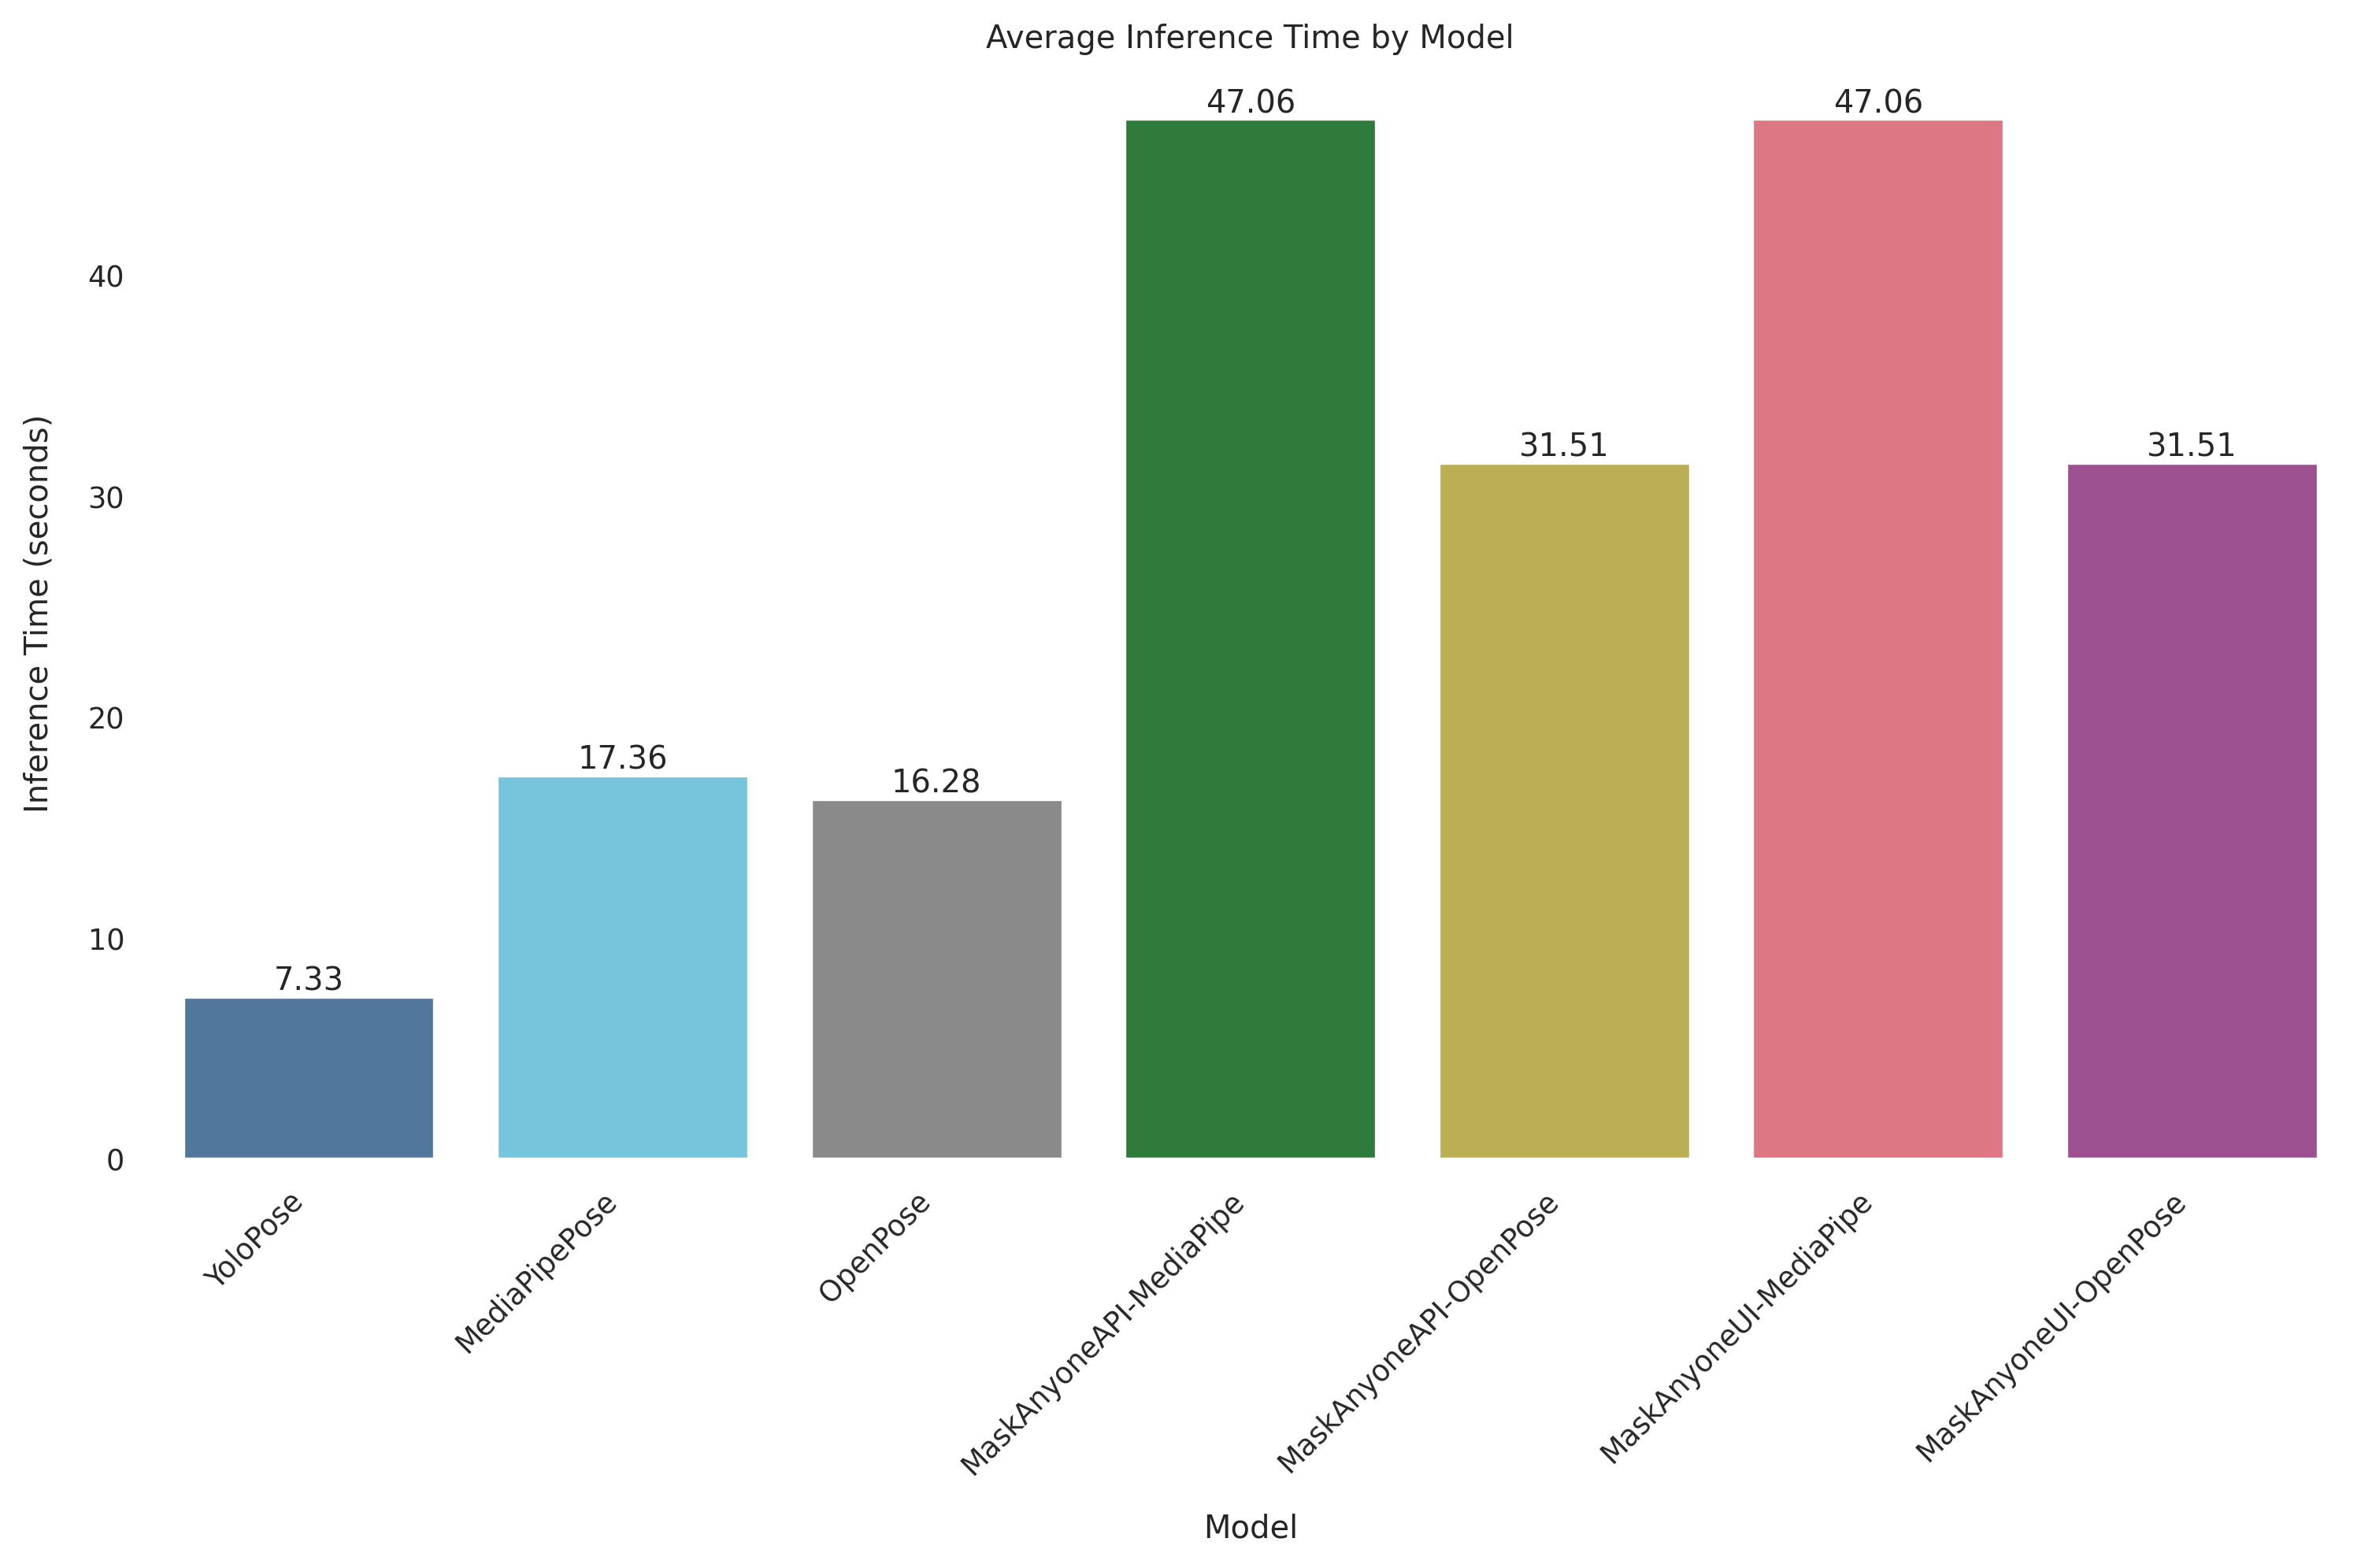 Average Inference Time by Model
47.06
47.06
40
31.51
31.51
30
Inference Time (seconds)
20
17.36
16.28
10
7.33
0
YoloPose
MediaPipePose
OpenPose
MaskAnyoneAPI-MediaPipe
MaskAnyoneAPI-OpenPose
MaskAnyoneUI-MediaPipe
MaskAnyoneUI-OpenPose
Model